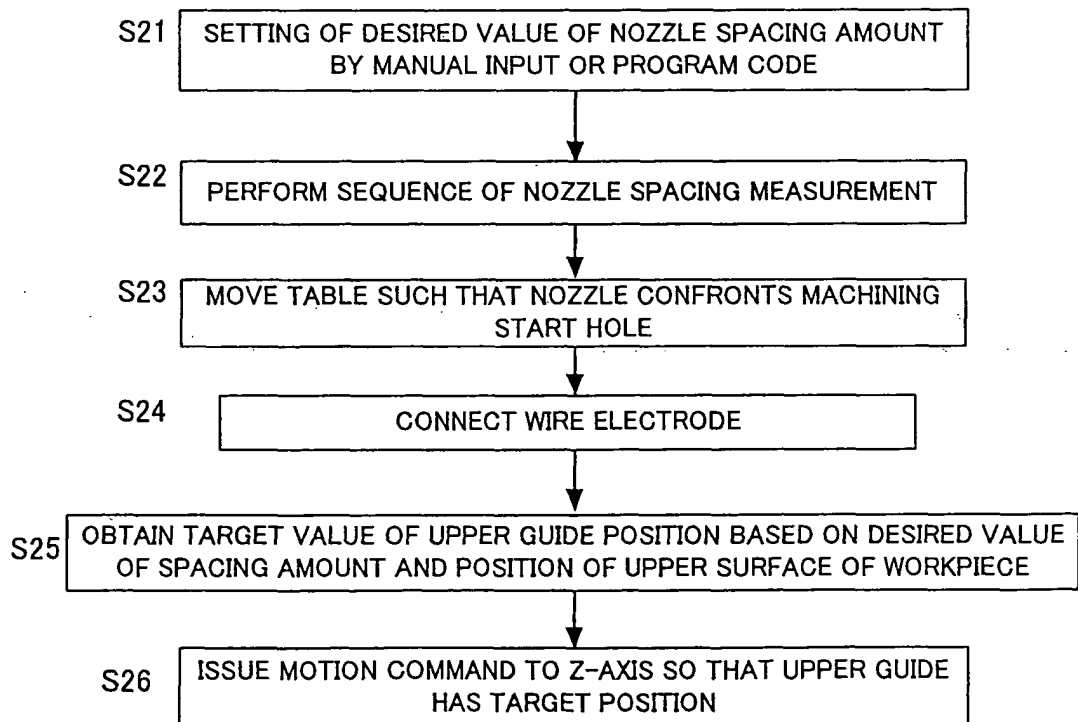 S21
SETTING OF DESIRED VALUE OF NOZZLE SPACING AMOUNT
BY MANUAL INPUT OR PROGRAM CODE
S22
PERFORM SEQUENCE OF NOZZLE SPACING MEASUREMENT
S23
MOVE TABLE SUCH THAT NOZZLE CONFRONTS MACHINING
START HOLE
S24
CONNECT WIRE ELECTRODE
S25
OBTAIN TARGET VALUE OF UPPER GUIDE POSITION BASED ON DESIRED VALUE
OF SPACING AMOUNT AND POSITION OF UPPER SURFACE OF WORKPIECE
S26
ISSUE MOTION COMMAND TO Z-AXIS SO THAT UPPER GUIDE
HAS TARGET POSITION